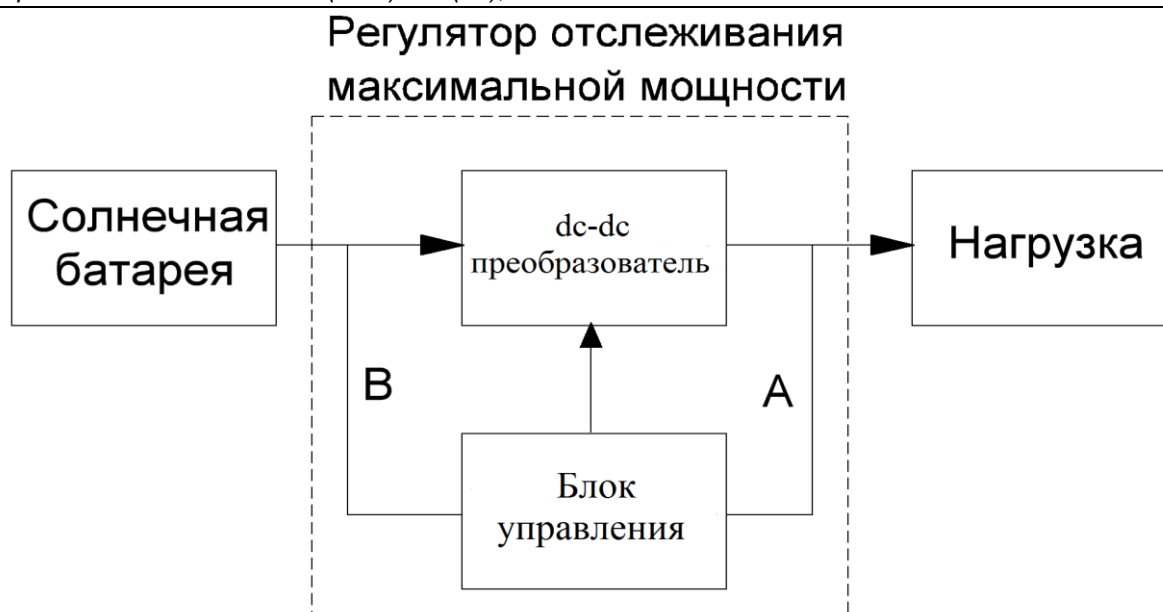 Регулятор отслеживания
максимальной мощности
Солнечная
батарея
dc-dc
преобразователь
Нагрузка
В
А
Блок
управления